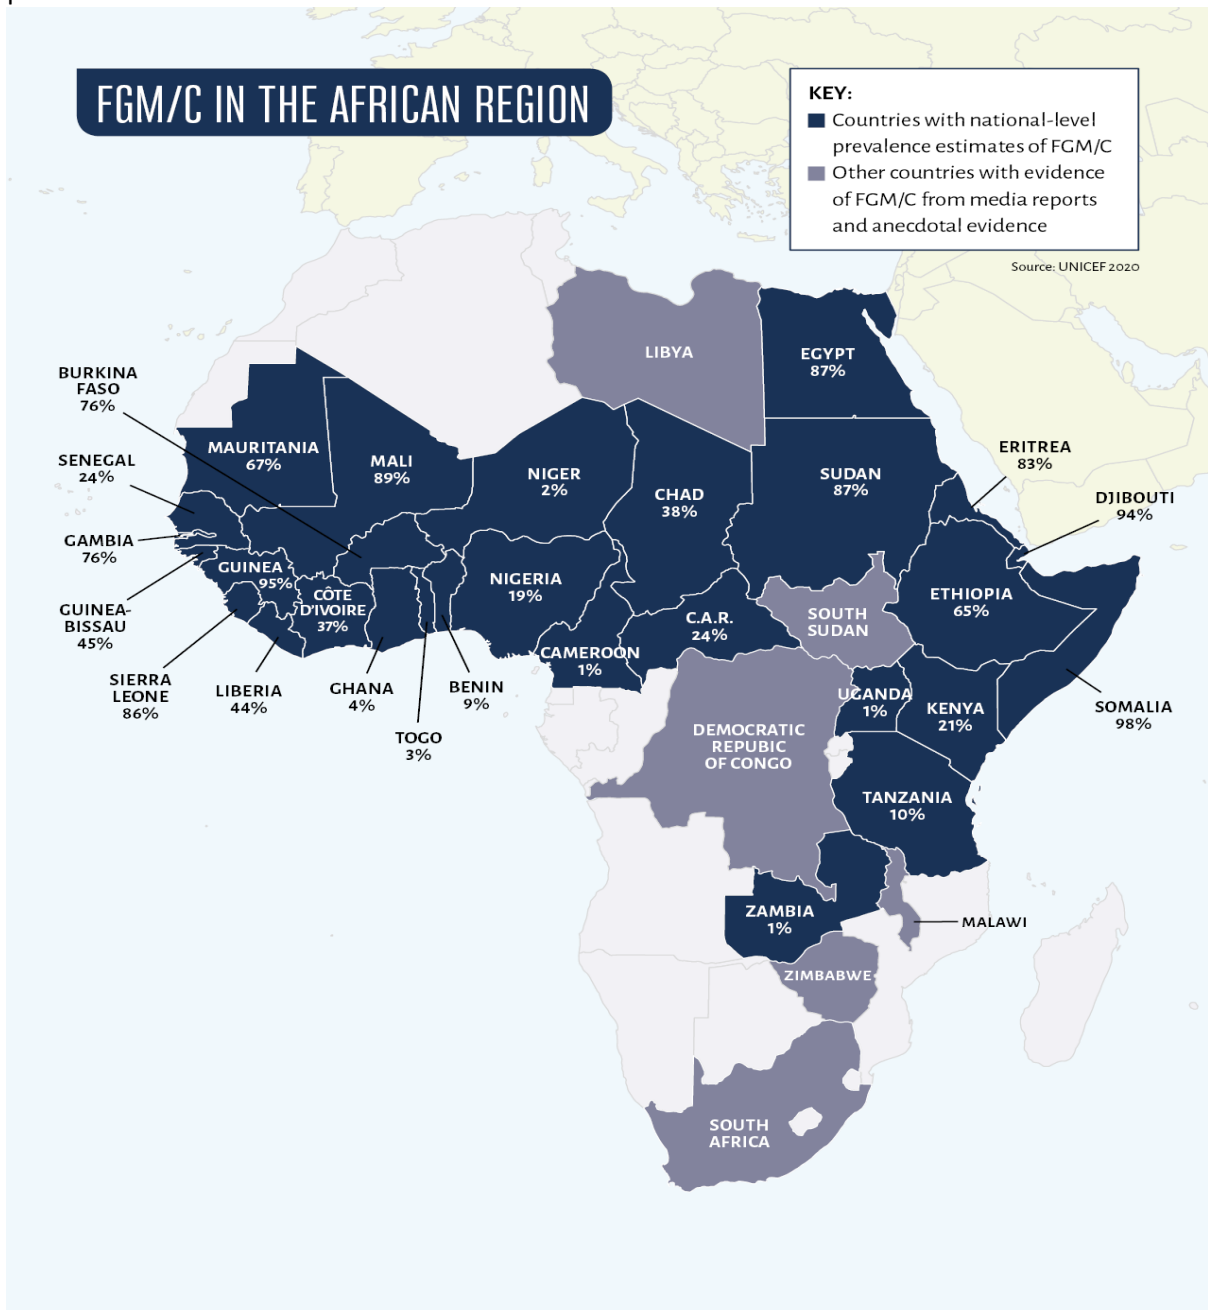 FGM/C IN THE AFRICAN REGION
KEY:
Countries with national-level
prevalence estimates of FGM/C
Other countries with evidence
of FGM/C from media reports
and anecdotal evidence
Source: UNICEF 2020
LIBYA
EGYPT
87%
BURKINA
FASO
76%
MAURITANIA
67%
MALI
89%
NIGER
2%
CHAD
38%
SUDAN
87%
ERITREA
83%
SENEGAL
24%
DJIBOUTI
94%
GAMBIA
76%
GUINEA
95%
CÔTE
D'IVOIRE
37%
NIGERIA
19%
C.A.R.
24%
SOUTH
SUDAN
ETHIOPIA
65%
GUINEA-
BISSAU
45%
CAMEROON
1%
SIERRA
LEONE
86%
LIBERIA
44%
GHANA
4%
BENIN
9%
TOGO
3%
UGANDA
1%
KENYA
21%
SOMALIA
98%
DEMOCRATIC
REPUBIC
OF CONGO
TANZANIA
10%
ZAMBIA
1%
MALAWI
ZIMBABWE
SOUTH
AFRICA